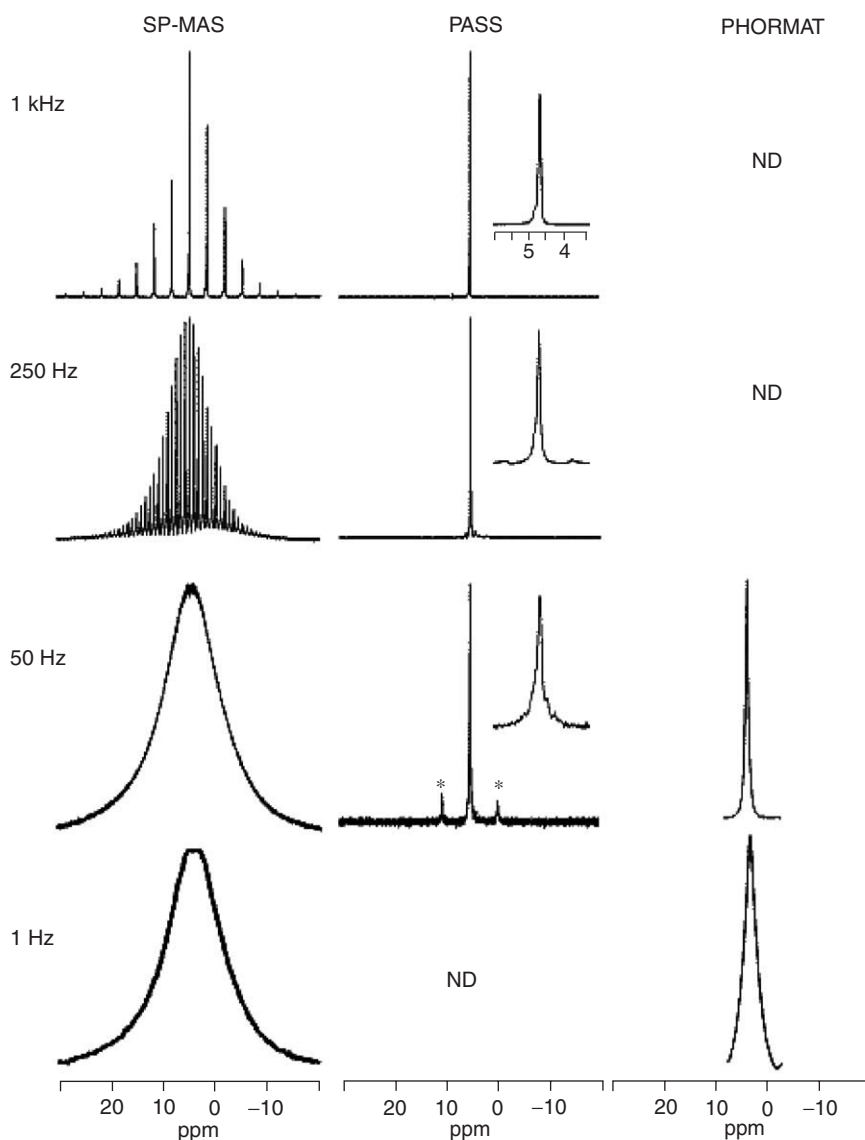 SP-MAS PASS PHORMAT
1 kHz
ND
5 4
250 Hz
ND
50 Hz
* *
1 Hz
ND
20 10 0 –10 20 10 0 –10 20 10 0 –10
ppm ppm ppm